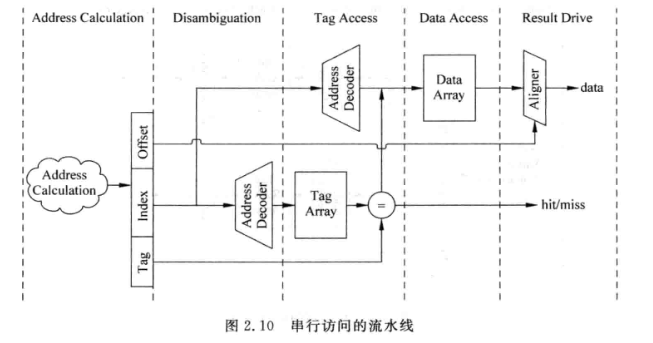 Address Calculation
Disambiguation
Tag Access
Data Access
Result Drive
Address
Decoder
Data
Array
Aligner
data
Offset
Address
Calculation
Index
Address
Decoder
Tag
Array
=
hit/miss
Tag
图 2.10 串行访问的流水线